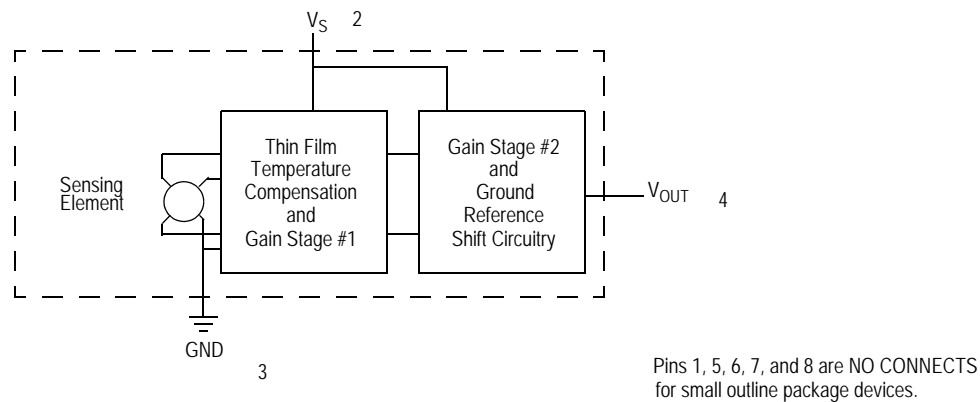 V_S 2
Sensing
Element
Thin Film
Temperature
Compensation
and
Gain Stage #1
Gain Stage #2
and
Ground
Reference
Shift Circuitry
V_OUT 4
GND
3
Pins 1, 5, 6, 7, and 8 are NO CONNECTS
for small outline package devices.